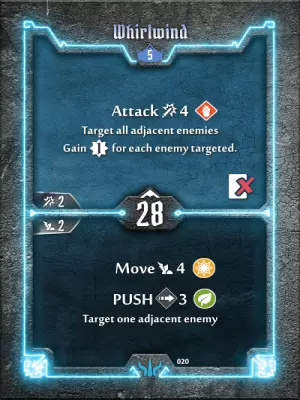 Whirlwind
5
Attack 4
Target all adjacent enemies
Gain 1 for each enemy targeted.
2
28
2
Move 4
PUSH 3
Target one adjacent enemy
020